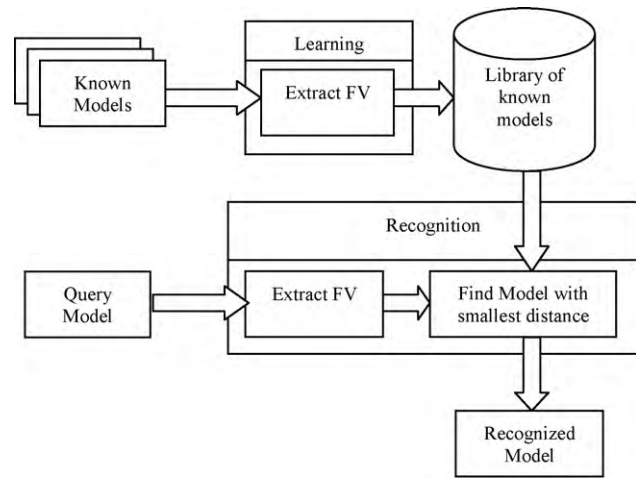 Learning
Known
Models
Extract FV
Library of
known
models
Recognition
Query
Model
Extract FV
Find Model with
smallest distance
Recognized
Model